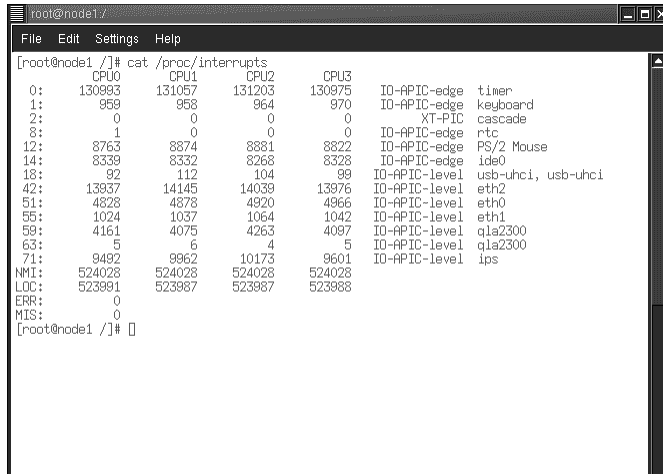 root@node1:/
File Edit Settings Help
[root@node1 /]# cat /proc/interrupts
CPU0 CPU1 CPU2 CPU3
0: 130993 131057 131203 130975 IO-APIC-edge timer
1: 959 958 964 970 IO-APIC-edge keyboard
2: 0 0 0 0 XT-PIC cascade
8: 1 0 0 0 IO-APIC-edge rtc
12: 8763 8874 8881 8822 IO-APIC-edge PS/2 Mouse
14: 8339 8332 8268 8328 IO-APIC-edge ide0
18: 92 112 104 99 IO-APIC-level usb-uhci, usb-uhci
42: 13937 14145 14039 13976 IO-APIC-level eth2
51: 4828 4878 4920 4966 IO-APIC-level eth0
55: 1024 1037 1064 1042 IO-APIC-level eth1
59: 4161 4075 4263 4097 IO-APIC-level qla2300
63: 5 6 4 5 IO-APIC-level qla2300
71: 9492 9962 10173 9601 IO-APIC-level ips
NMI: 524028 524028 524028 524028
LOC: 523991 523987 523987 523988
ERR: 0
MIS: 0
[root@node1 /]#